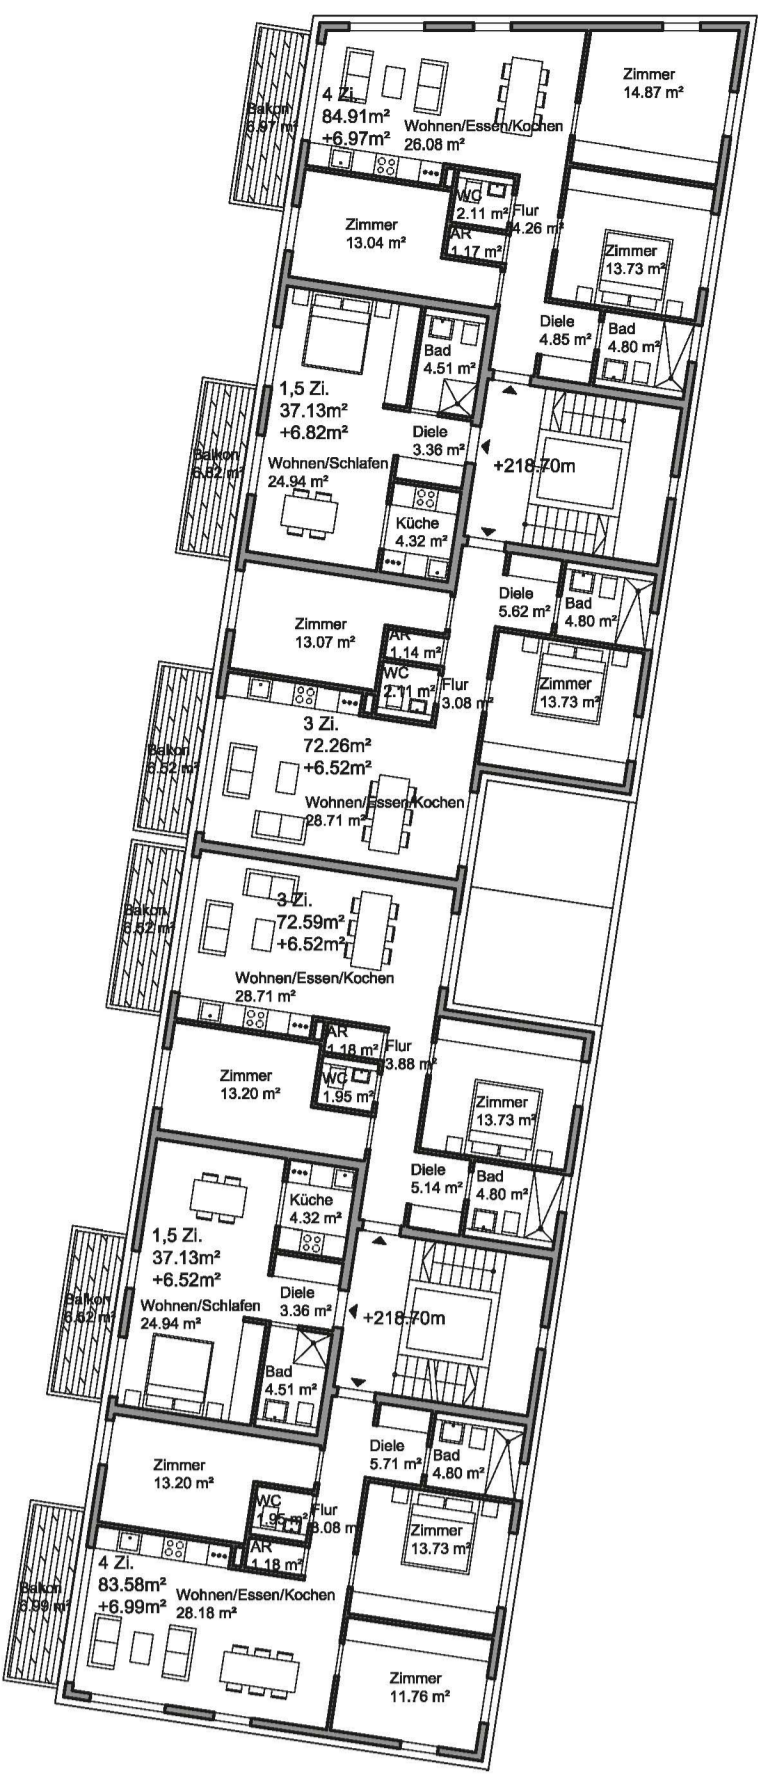 Zimmer
14.87 m²
4 Zi.
84.91m²
+6.97m²
Balkon
6.97 m²
Wohnen/Essen/Kochen
26.08 m²
WC
2.11 m²
Flur
4.26 m²
Zimmer
13.04 m²
AR
1.17 m²
Zimmer
13.73 m²
Diele
4.85 m²
Bad
4.80 m²
Bad
4.51 m²
1,5 Zi.
37.13m²
+6.82m²
Balkon
6.82 m²
Diele
3.36 m²
Wohnen/Schlafen
24.94 m²
+218.70m
Küche
4.32 m²
Diele
5.62 m²
Bad
4.80 m²
Zimmer
13.07 m²
AR
1.14 m²
WC
2.11 m²
Flur
3.08 m²
Zimmer
13.73 m²
3 Zi.
72.26m²
+6.52m²
Balkon
6.52 m²
Wohnen/Essen/Kochen
28.71 m²
3 Zi.
72.59m²
+6.52m²
Balkon
6.52 m²
Wohnen/Essen/Kochen
28.71 m²
AR
1.18 m²
Flur
3.88 m²
Zimmer
13.20 m²
WC
1.95 m²
Zimmer
13.73 m²
Diele
5.14 m²
Bad
4.80 m²
Küche
4.32 m²
1,5 Zi.
37.13m²
+6.52m²
Balkon
6.52 m²
Diele
3.36 m²
Wohnen/Schlafen
24.94 m²
+218.70m
Bad
4.51 m²
Diele
5.71 m²
Bad
4.80 m²
Zimmer
13.20 m²
WC
1.95 m²
Flur
3.08 m²
Zimmer
13.73 m²
AR
1.18 m²
4 Zi.
83.58m²
+6.99m²
Balkon
6.99 m²
Wohnen/Essen/Kochen
28.18 m²
Zimmer
11.76 m²